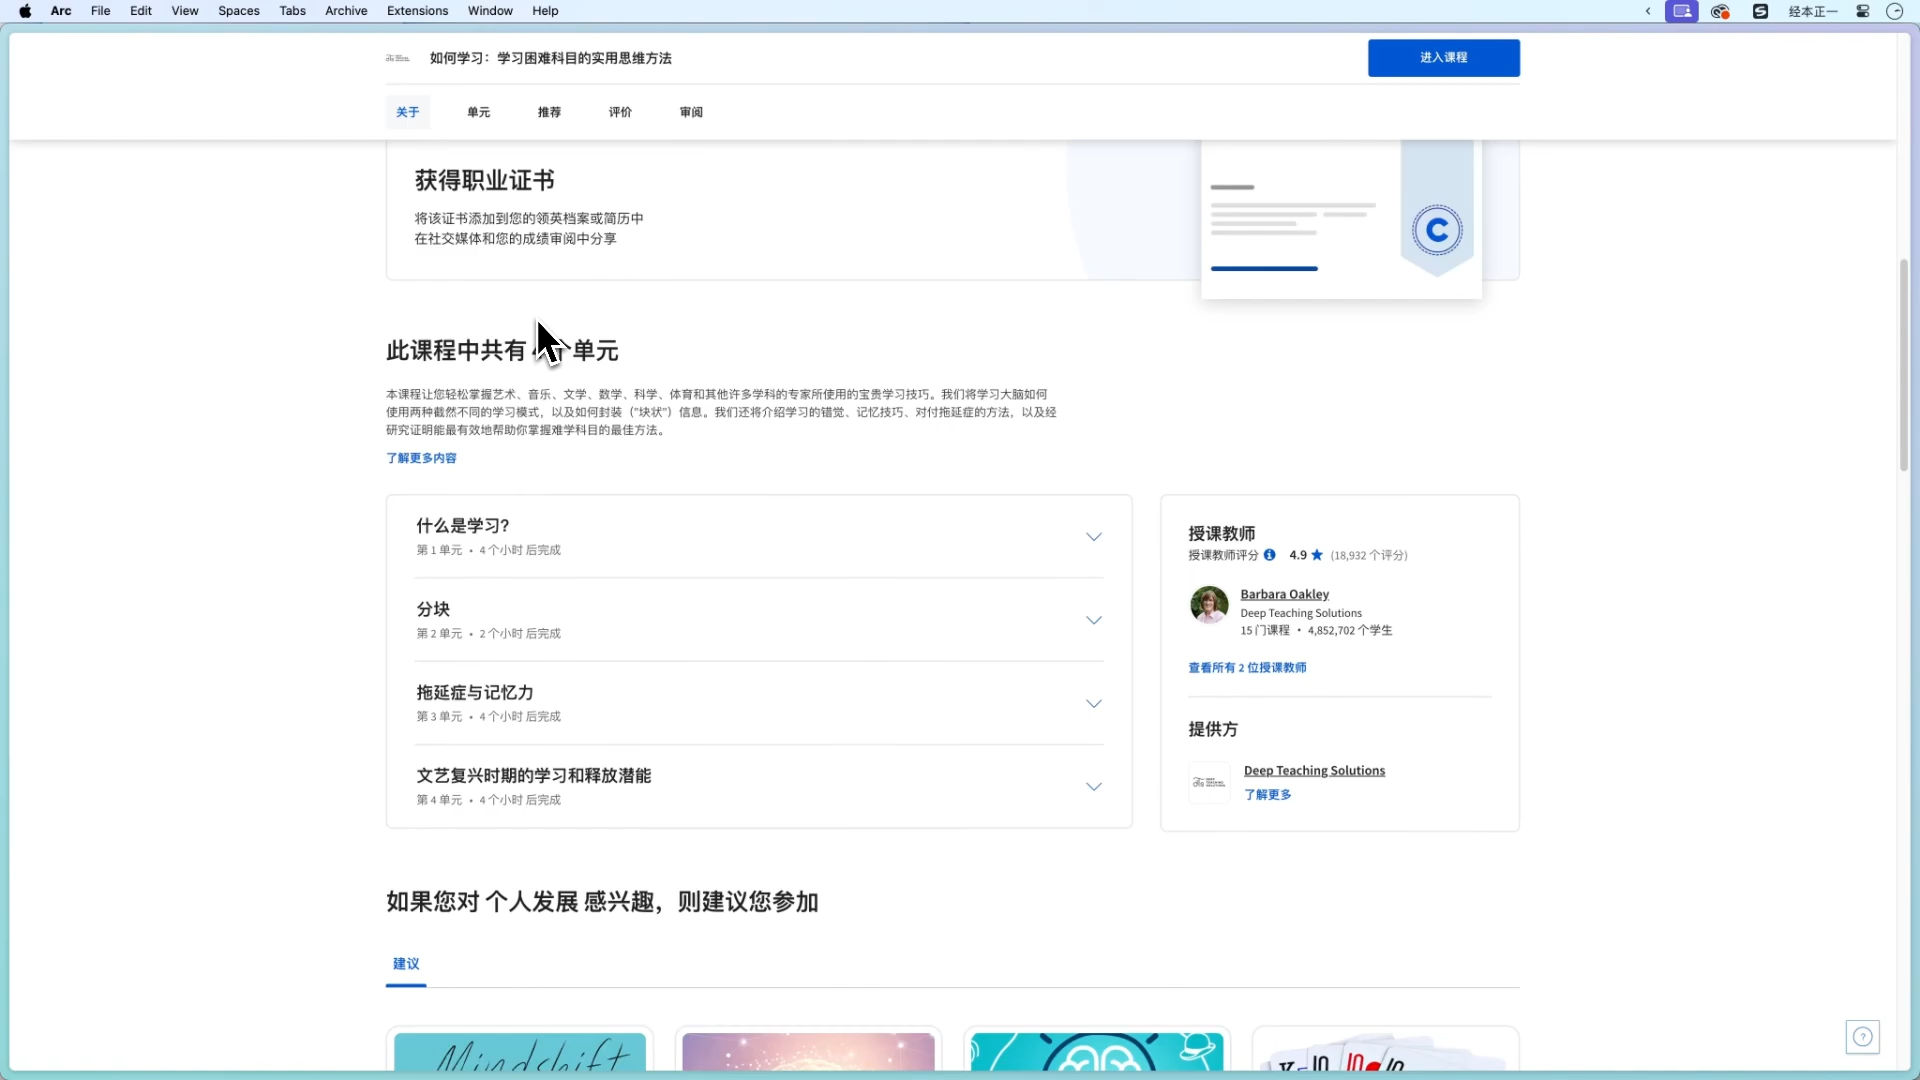 Arc File Edit View Spaces Tabs Archive Extensions Window Help
经本正一
如何学习：学习困难科目的实用思维方法
进入课程
关于 单元 推荐 评价 审阅
获得职业证书
将该证书添加到您的领英档案或简历中
在社交媒体和您的成绩审阅中分享
C
此课程中共有 个单元
本课程让您轻松掌握艺术、音乐、文学、数学、科学、体育和其他许多学科的专家所使用的宝贵学习技巧。我们将学习大脑如何
使用两种截然不同的学习模式，以及如何封装（“块状”）信息。我们还将介绍学习的错觉、记忆技巧、对付拖延症的方法，以及经
研究证明能最有效地帮助你掌握难学科目的最佳方法。
了解更多内容
什么是学习?
第 1 单元 • 4 个小时 后完成
分块
第 2 单元 • 2 个小时 后完成
拖延症与记忆力
第 3 单元 • 4 个小时 后完成
文艺复兴时期的学习和释放潜能
第 4 单元 • 4 个小时 后完成
授课教师
授课教师评分 4.9 ★ (18,932 个评分)
Barbara Oakley
Deep Teaching Solutions
15 门课程 • 4,852,702 个学生
查看所有 2 位授课教师
提供方
Deep Teaching Solutions
了解更多
如果您对 个人发展 感兴趣，则建议您参加
建议
Mindshift